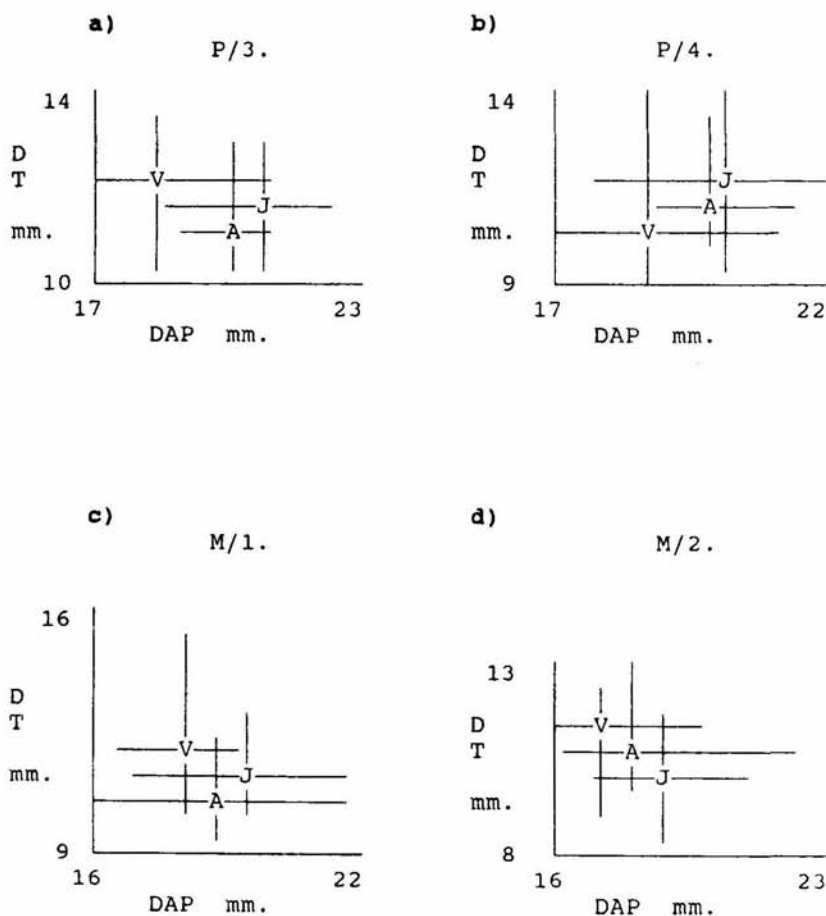 a)
P/3.
14
D
T
V
J
mm.
A
10
17 23
DAP mm.
b)
P/4.
14
D
T
J
A
mm.
V
9
17 22
DAP mm.
c)
M/1.
16
D
T
V
mm.
J
A
9
16 22
DAP mm.
d)
M/2.
13
D
V
T
A
J
mm.
8
16 23
DAP mm.